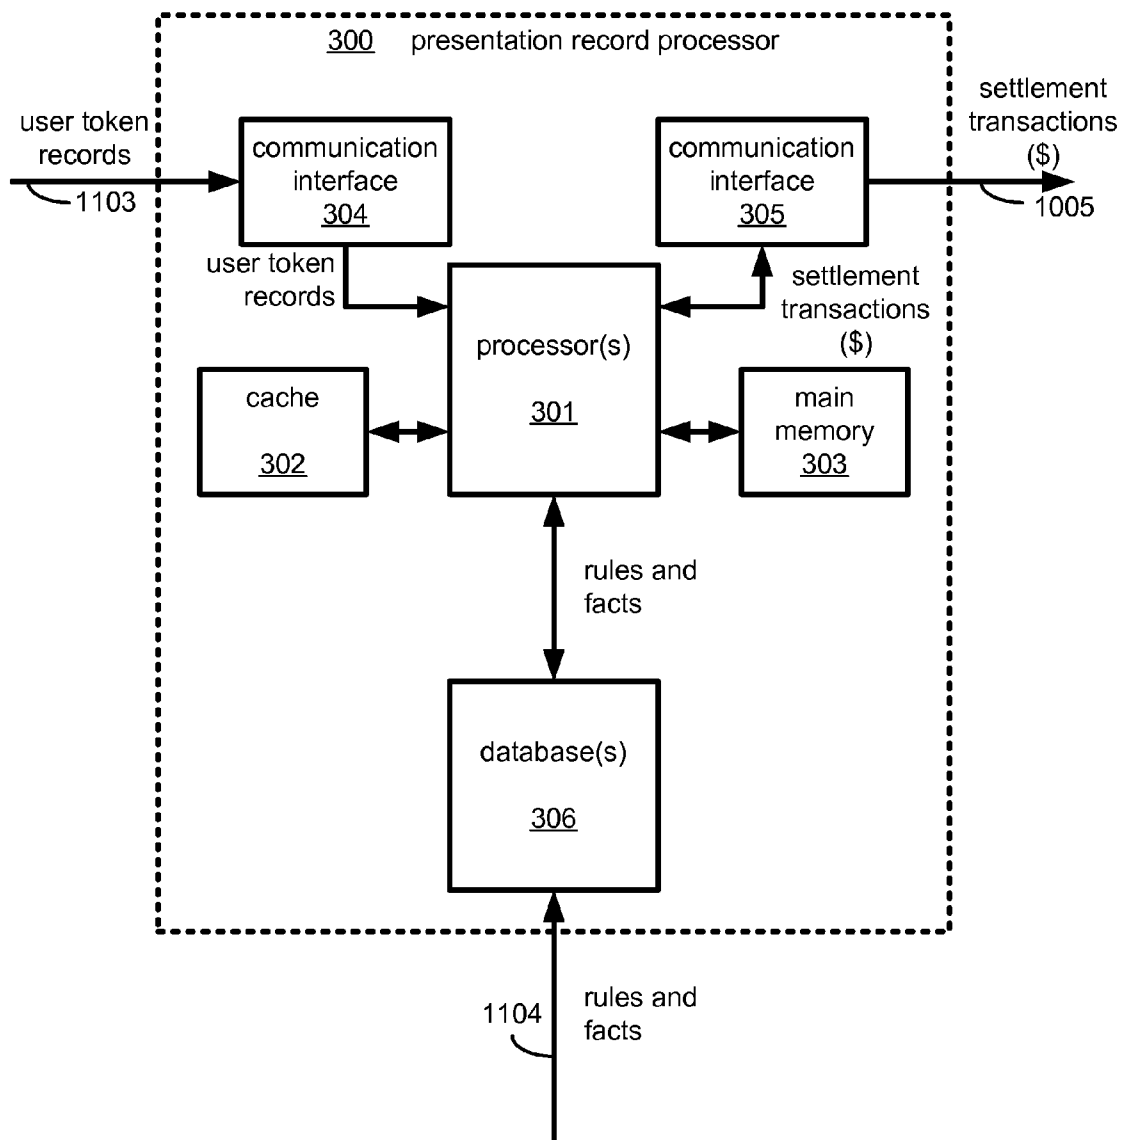 300 presentation record processor
user token
records
1103
communication
interface
304
communication
interface
305
settlement
transactions
($)
1005
user token
records
settlement
transactions
($)
processor(s)
301
cache
302
main
memory
303
rules and
facts
database(s)
306
1104
rules and
facts